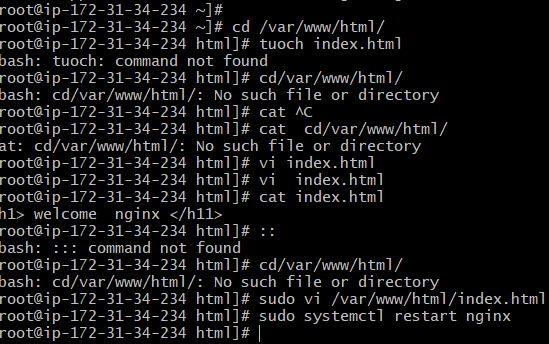 root@ip-172-31-34-234 ~]#
root@ip-172-31-34-234 ~]# cd /var/www/html/
root@ip-172-31-34-234 html]# tuoch index.html
bash: tuoch: command not found
root@ip-172-31-34-234 html]# cd/var/www/html/
bash: cd/var/www/html/: No such file or directory
root@ip-172-31-34-234 html]# cat ^C
root@ip-172-31-34-234 html]# cat  cd/var/www/html/
at: cd/var/www/html/: No such file or directory
root@ip-172-31-34-234 html]# vi index.html
root@ip-172-31-34-234 html]# vi  index.html
root@ip-172-31-34-234 html]# cat index.html
h1> welcome  nginx </h11>
root@ip-172-31-34-234 html]# ::
bash: ::: command not found
root@ip-172-31-34-234 html]# cd/var/www/html/
bash: cd/var/www/html/: No such file or directory
root@ip-172-31-34-234 html]# sudo vi /var/www/html/index.html
root@ip-172-31-34-234 html]# sudo systemctl restart nginx
root@ip-172-31-34-234 html]#